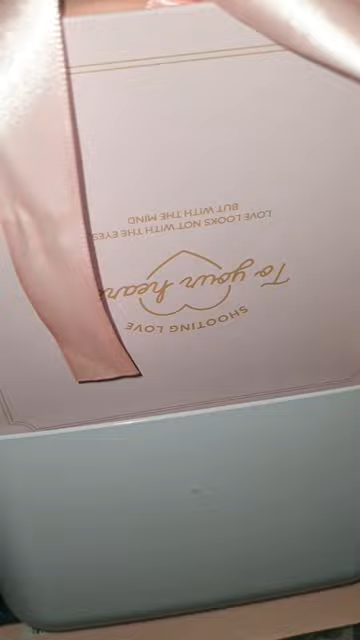 SHOOTING LOVE
To your heart
LOVE LOOKS NOT WITH THE EYES
BUT WITH THE MIND